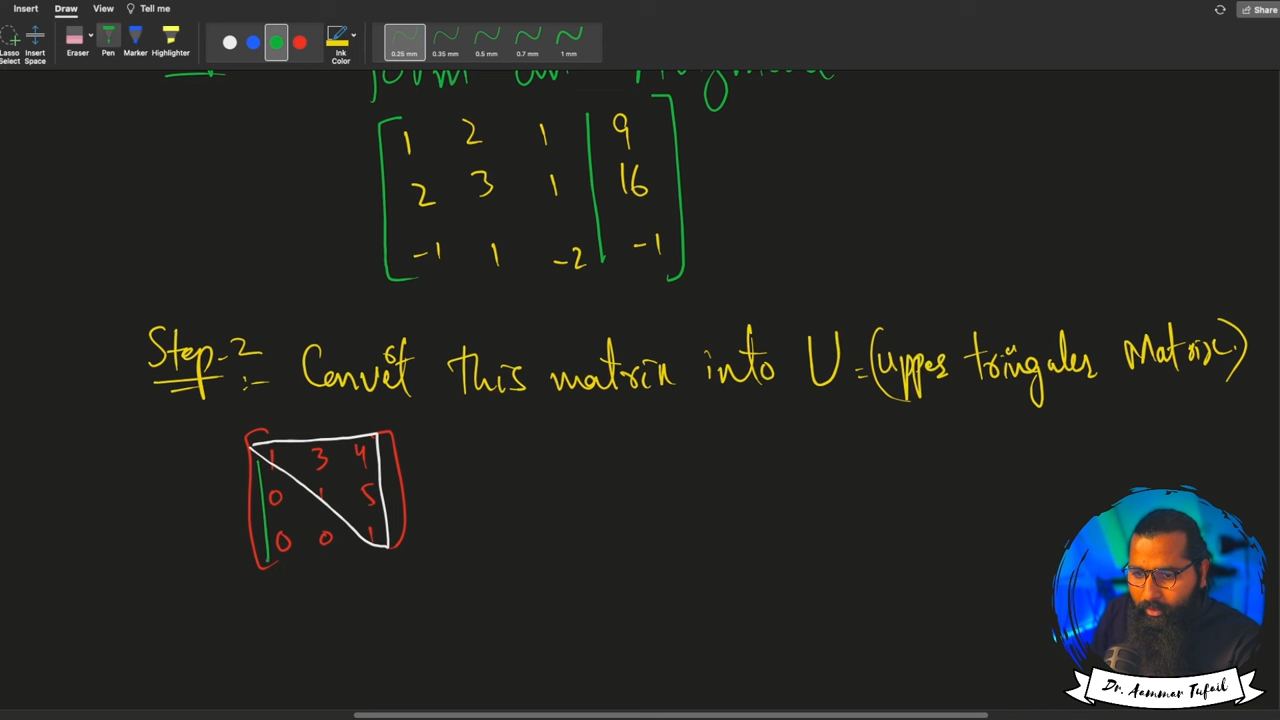 Insert Draw View Tell me
Share
Lasso Select Insert Space Eraser Pen Marker Highlighter Ink Color 0.25 mm 0.35 mm 0.5 mm 0.7 mm 1 mm
form an
1 2 1 9
2 3 1 16
-1 1 -2 -1
Step-2 :- Convert This matrix into U = (upper triangular Matrix.)
1 3 4
0 1 5
0 0 1
Dr. Aammar Tufail